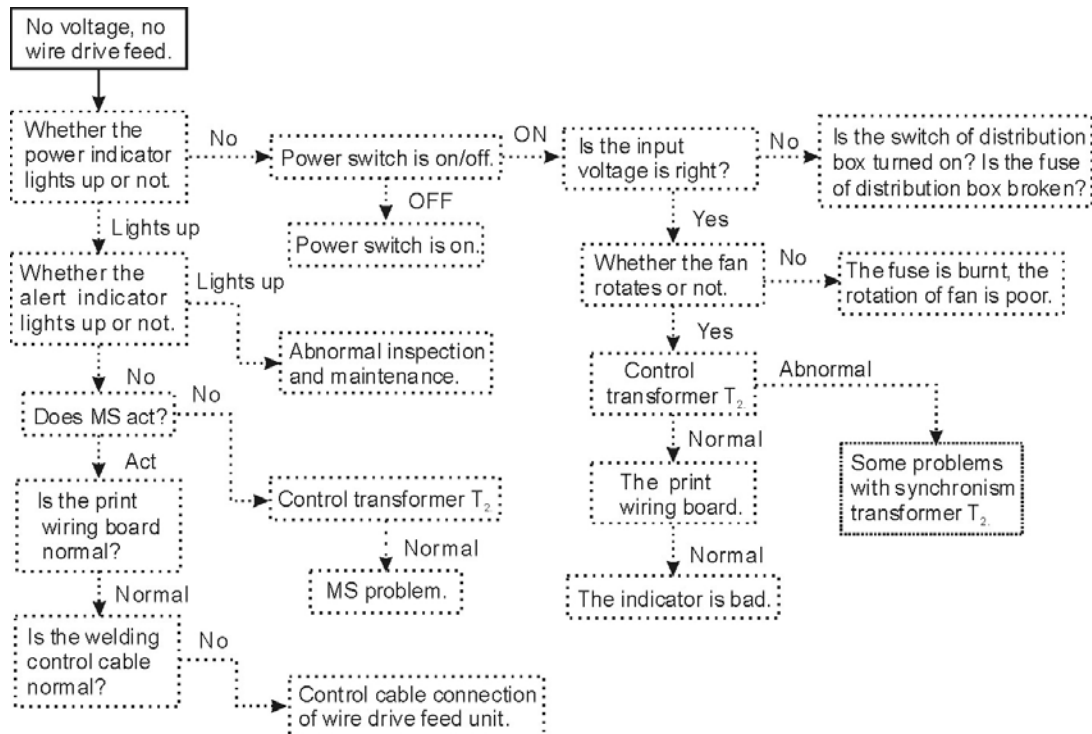 No voltage, no
wire drive feed.
Whether the
power indicator
lights up or not.
No
Power switch is on/off.
ON
Is the input
voltage is right?
No
Is the switch of distribution
box turned on? Is the fuse
of distribution box broken?
OFF
Power switch is on.
Lights up
Whether the
alert indicator
lights up or not.
Lights up
Abnormal inspection
and maintenance.
Yes
Whether the fan
rotates or not.
No
The fuse is burnt, the
rotation of fan is poor.
Yes
Control
transformer T2.
Abnormal
Some problems
with synchronism
transformer T2.
Normal
The print
wiring board.
Normal
The indicator is bad.
No
Does MS act?
No
Control transformer T2.
Normal
MS problem.
Act
Is the print
wiring board
normal?
Normal
Is the welding
control cable
normal?
No
Control cable connection
of wire drive feed unit.